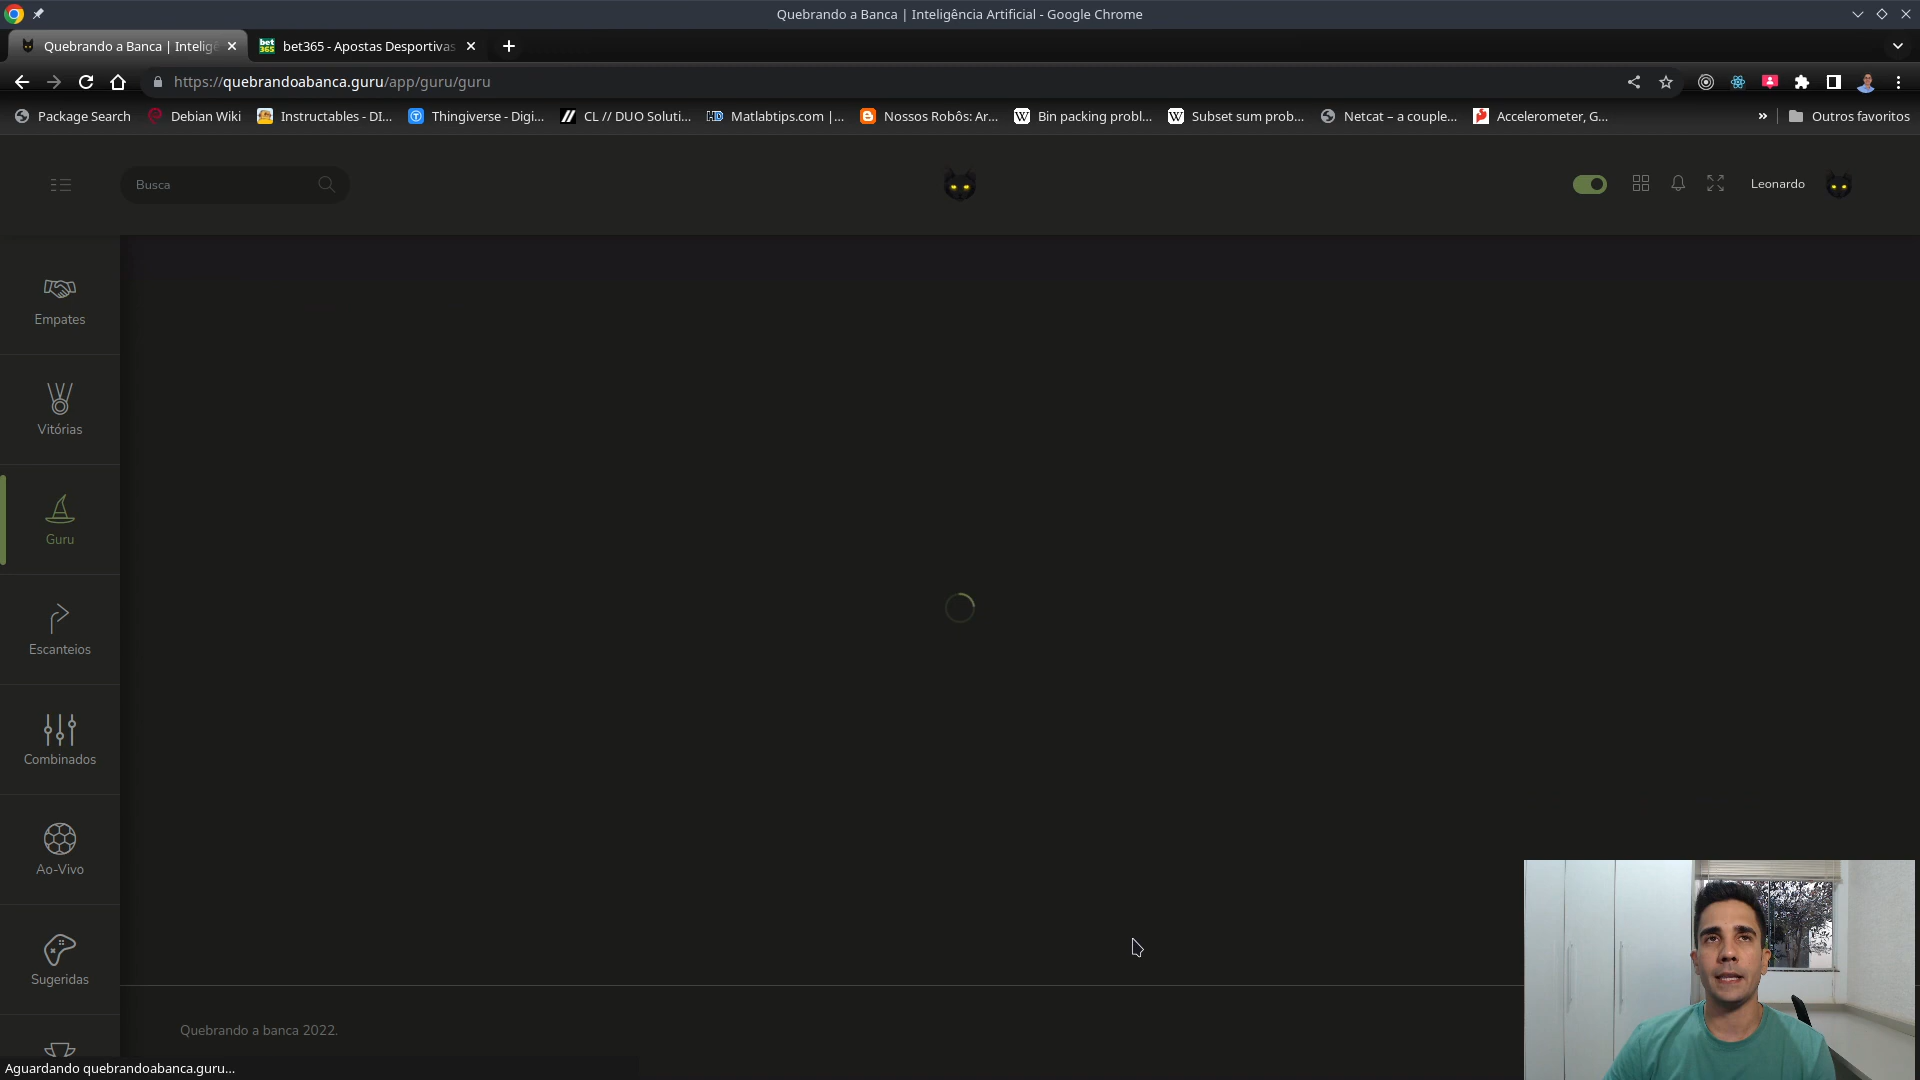 Quebrando a Banca | Inteligência Artificial - Google Chrome
Quebrando a Banca | Intelig
bet365 - Apostas Desportivas
https://quebrandoabanca.guru/app/guru/guru
Package Search
Debian Wiki
Instructables - DI...
Thingiverse - Digi...
CL // DUO Soluti...
Matlabtips.com |...
Nossos Robôs: Ar...
Bin packing probl...
Subset sum prob...
Netcat – a couple...
Accelerometer, G...
»
Outros favoritos
Busca
Leonardo
Empates
Vitórias
Guru
Escanteios
Combinados
Ao-Vivo
Sugeridas
Quebrando a banca 2022.
Aguardando quebrandoabanca.guru...